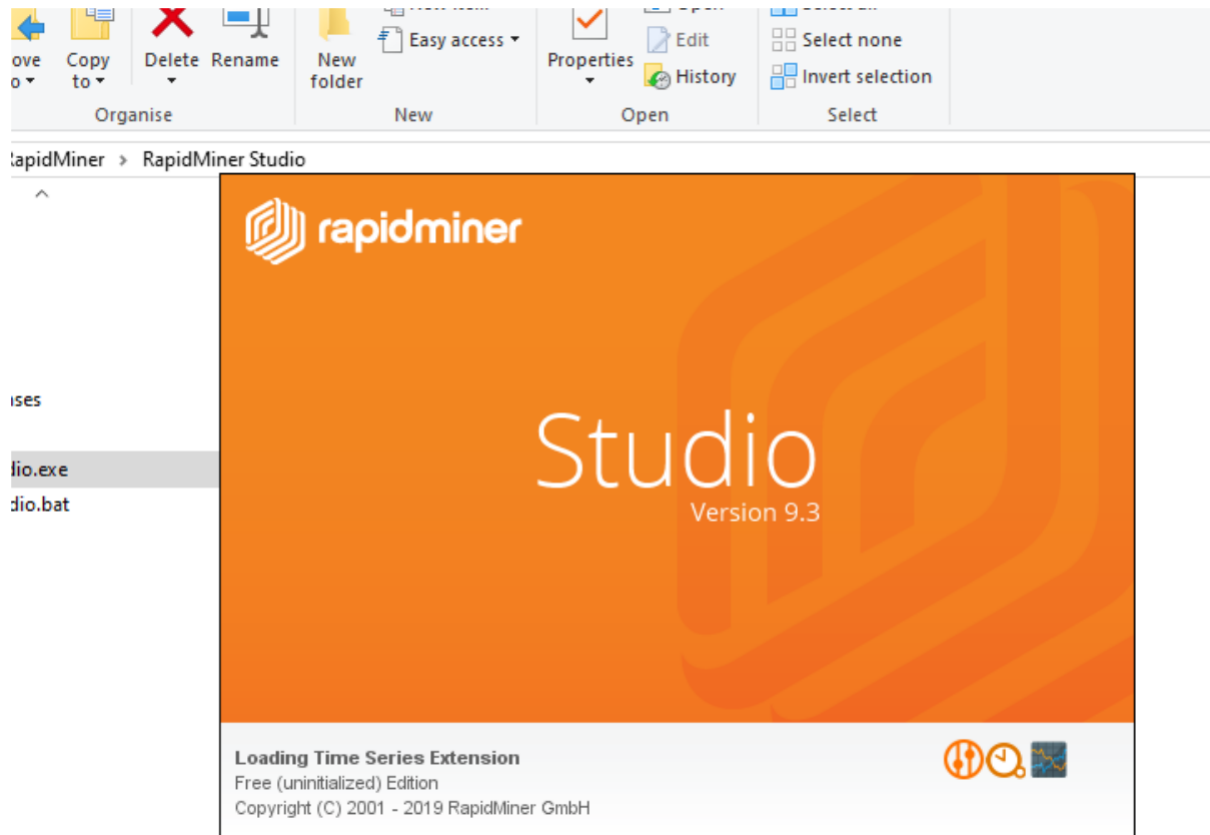 Easy access
Edit
Select none
ove
Copy
Delete
Rename
New
Properties
History
Invert selection
o
to
folder
Organise
New
Open
Select
RapidMiner > RapidMiner Studio
rapidminer
Studio
Version 9.3
dio.exe
dio.bat
Loading Time Series Extension
Free (uninitialized) Edition
Copyright (C) 2001 - 2019 RapidMiner GmbH